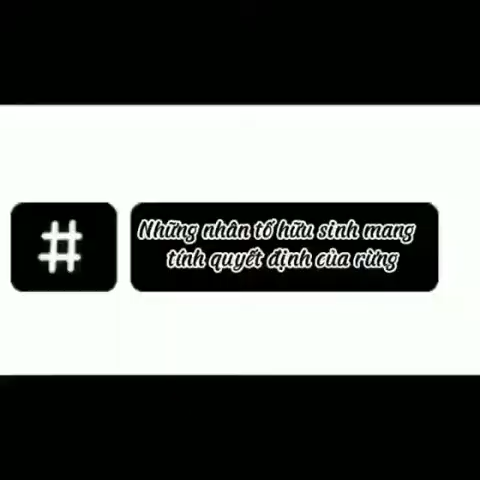 #
Những nhân tố hữu sinh mang
tính quyết định của rừng